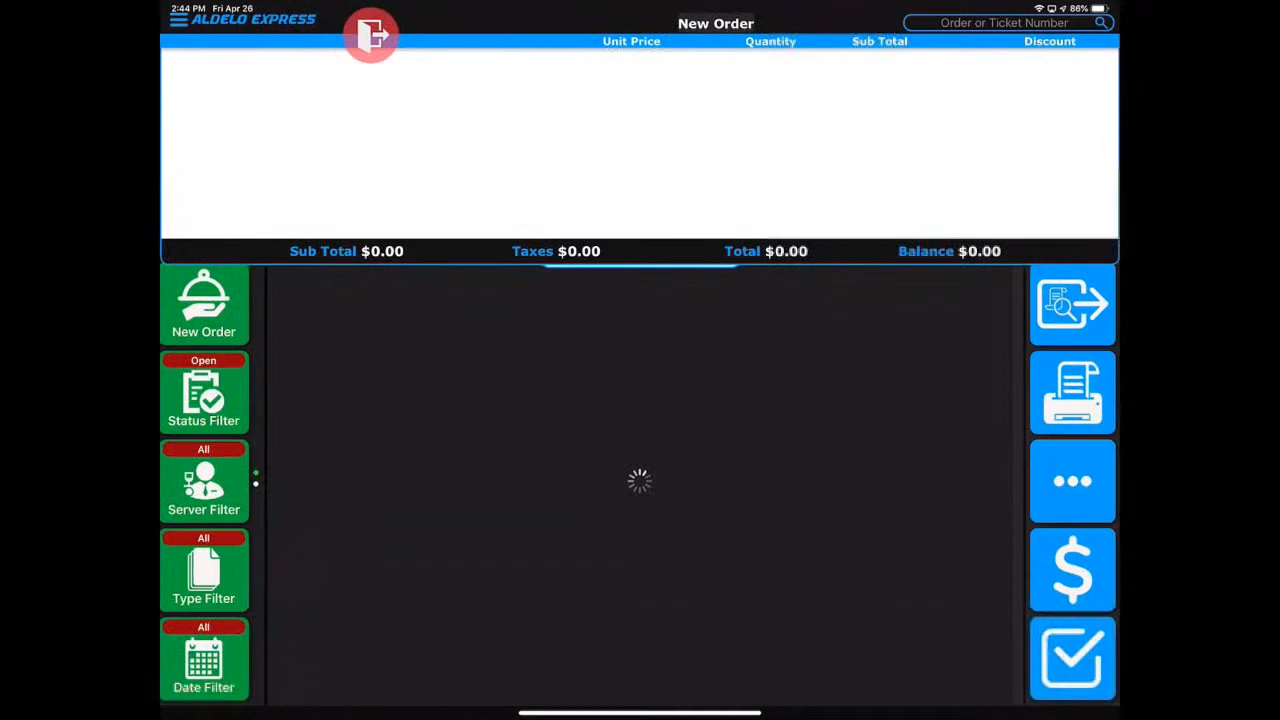 2:44 PM Fri Apr 26
86%
ALDELO EXPRESS
New Order
Order or Ticket Number
Unit Price Quantity Sub Total Discount
Sub Total $0.00 Taxes $0.00 Total $0.00 Balance $0.00
New Order
Open
Status Filter
All
Server Filter
All
Type Filter
All
Date Filter
$